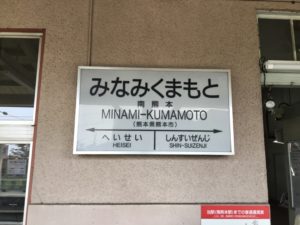 みなみくまもと
南熊本
MINAMI-KUMAMOTO
(熊本県熊本市)
へいせい しんすいぜんじ
HEISEI SHIN-SUIZENJI